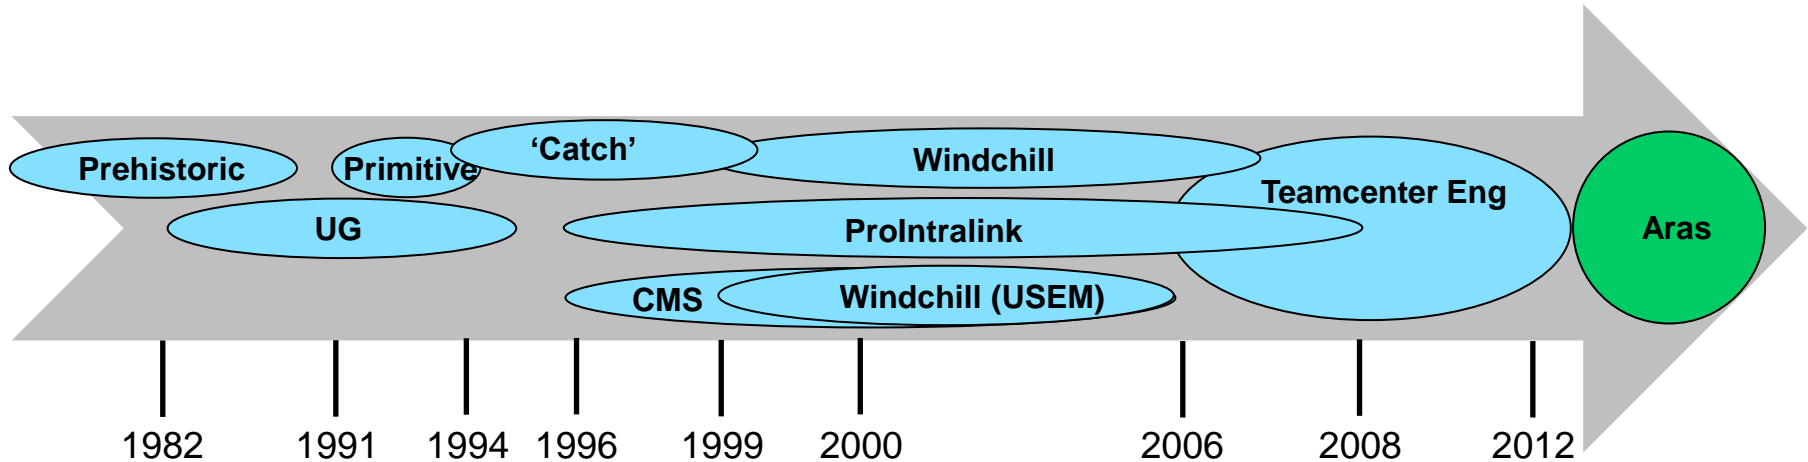 Prehistoric
Primitive
‘Catch’
Windchill
Teamcenter Eng
UG
ProIntralink
Aras
CMS
Windchill (USEM)
1982
1991
1994
1996
1999
2000
2006
2008
2012